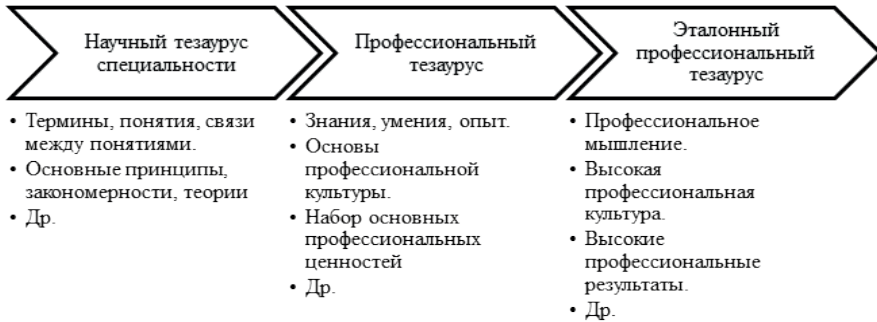 Научный тезаурус
специальности
• Термины, понятия, связи
между понятиями.
• Основные принципы,
закономерности, теории
• Др.
Профессиональный
тезаурус
• Знания, умения, опыт.
• Основы
профессиональной
культуры.
• Набор основных
профессиональных
ценностей
• Др.
Эталонный
профессиональный
тезаурус
• Профессиональное
мышление.
• Высокая
профессиональная
культура.
• Высокие
профессиональные
результаты.
• Др.